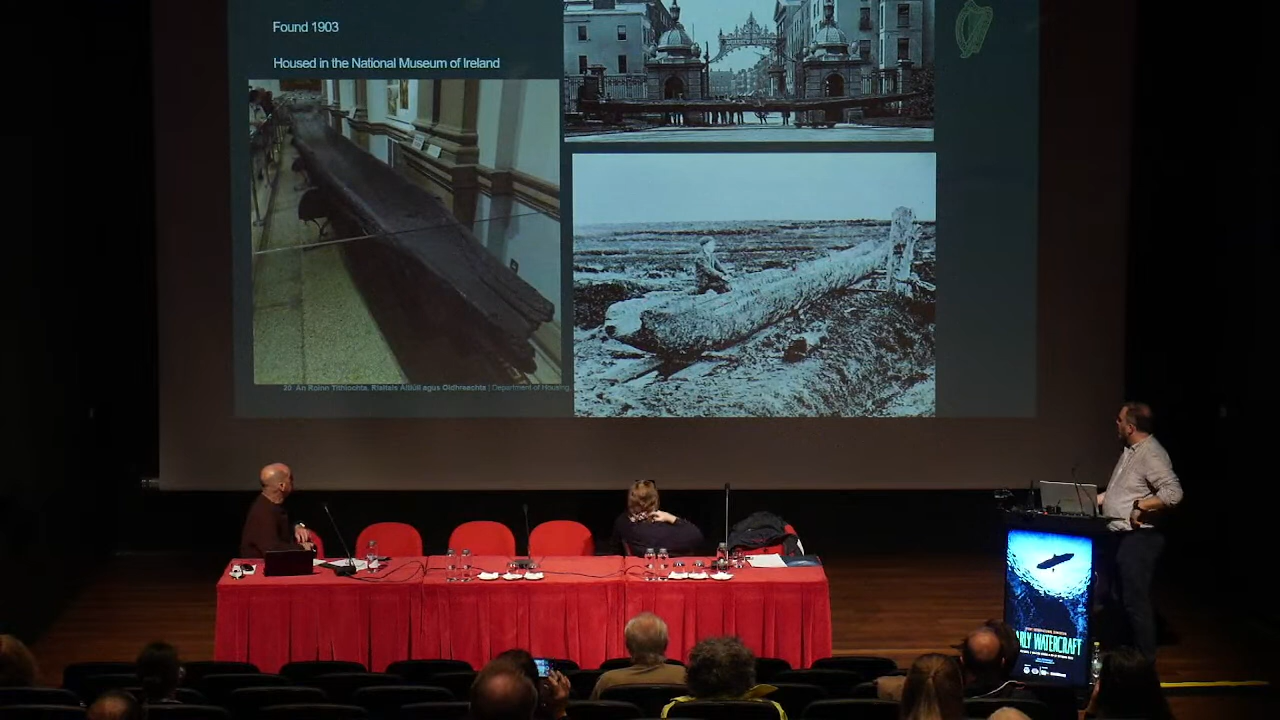 Found 1903
Housed in the National Museum of Ireland
20 An Roinn Tithíochta, Rialtais Áitiúil agus Oidhreachta | Department of Housing,
EARLY WATERCRAFT